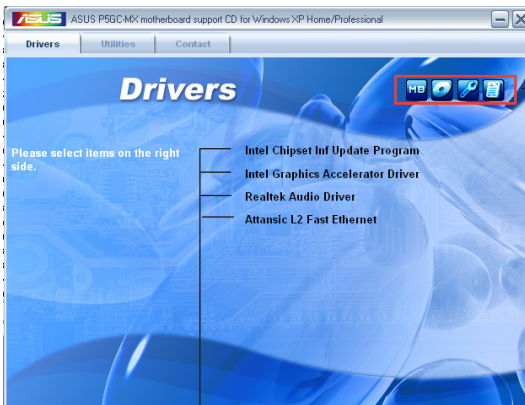 ASUS ASUS P5GC-MX motherboard support CD for Windows XP Home/Professional
Drivers Utilities Contact
Drivers
MB
Please select items on the right
side.
Intel Chipset Inf Update Program
Intel Graphics Accelerator Driver
Realtek Audio Driver
Attansic L2 Fast Ethernet